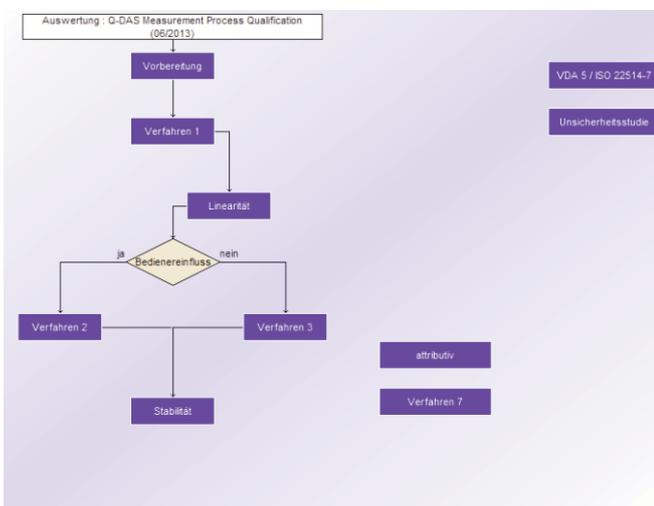 Auswertung : Q-DAS Measurement Process Qualification
(06/2013)
Vorbereitung
VDA 5 / ISO 22514-7
Unsicherheitsstudie
Verfahren 1
Linearität
ja
Bedienereinfluss
nein
Verfahren 2
Verfahren 3
attributiv
Verfahren 7
Stabilität